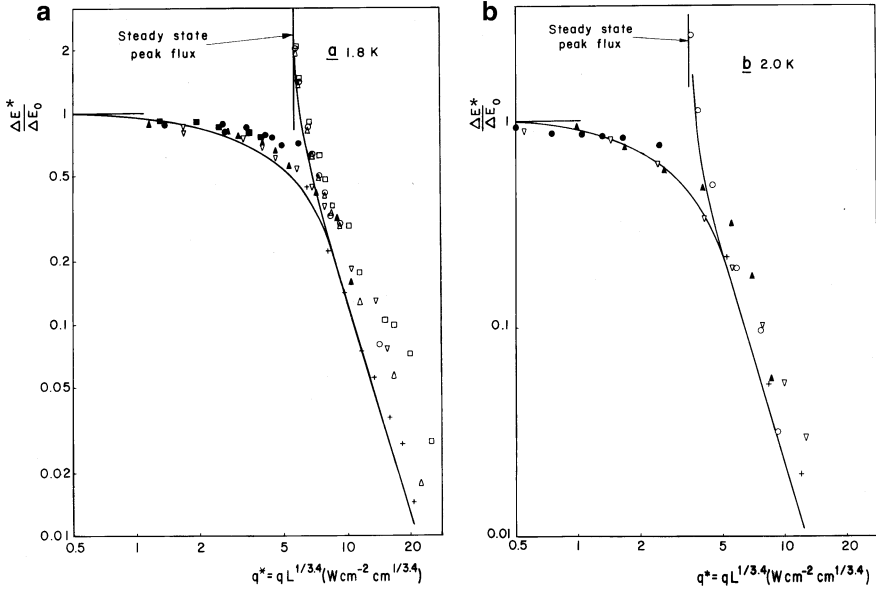 a
Steady state
peak flux
a 1.8 K
ΔE*
ΔE₀
2
1
0.5
0.2
0.1
0.05
0.02
0.01
0.5 1 2 5 10 20
q* = qL^1/3.4 (W cm^-2 cm^1/3.4)
b
Steady state
peak flux
b 2.0 K
ΔE*
ΔE₀
1
0.1
0.01
0.5 1 2 5 10 20
q* = qL^1/3.4 (W cm^-2 cm^1/3.4)